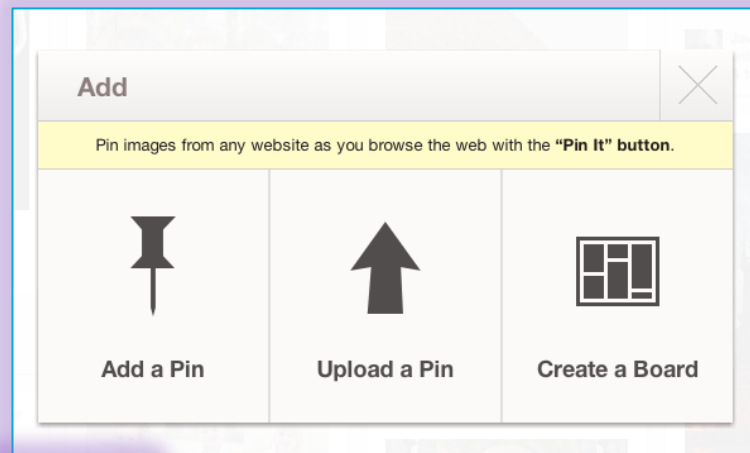 Add
Pin images from any website as you browse the web with the “Pin It” button.
Add a Pin
Upload a Pin
Create a Board